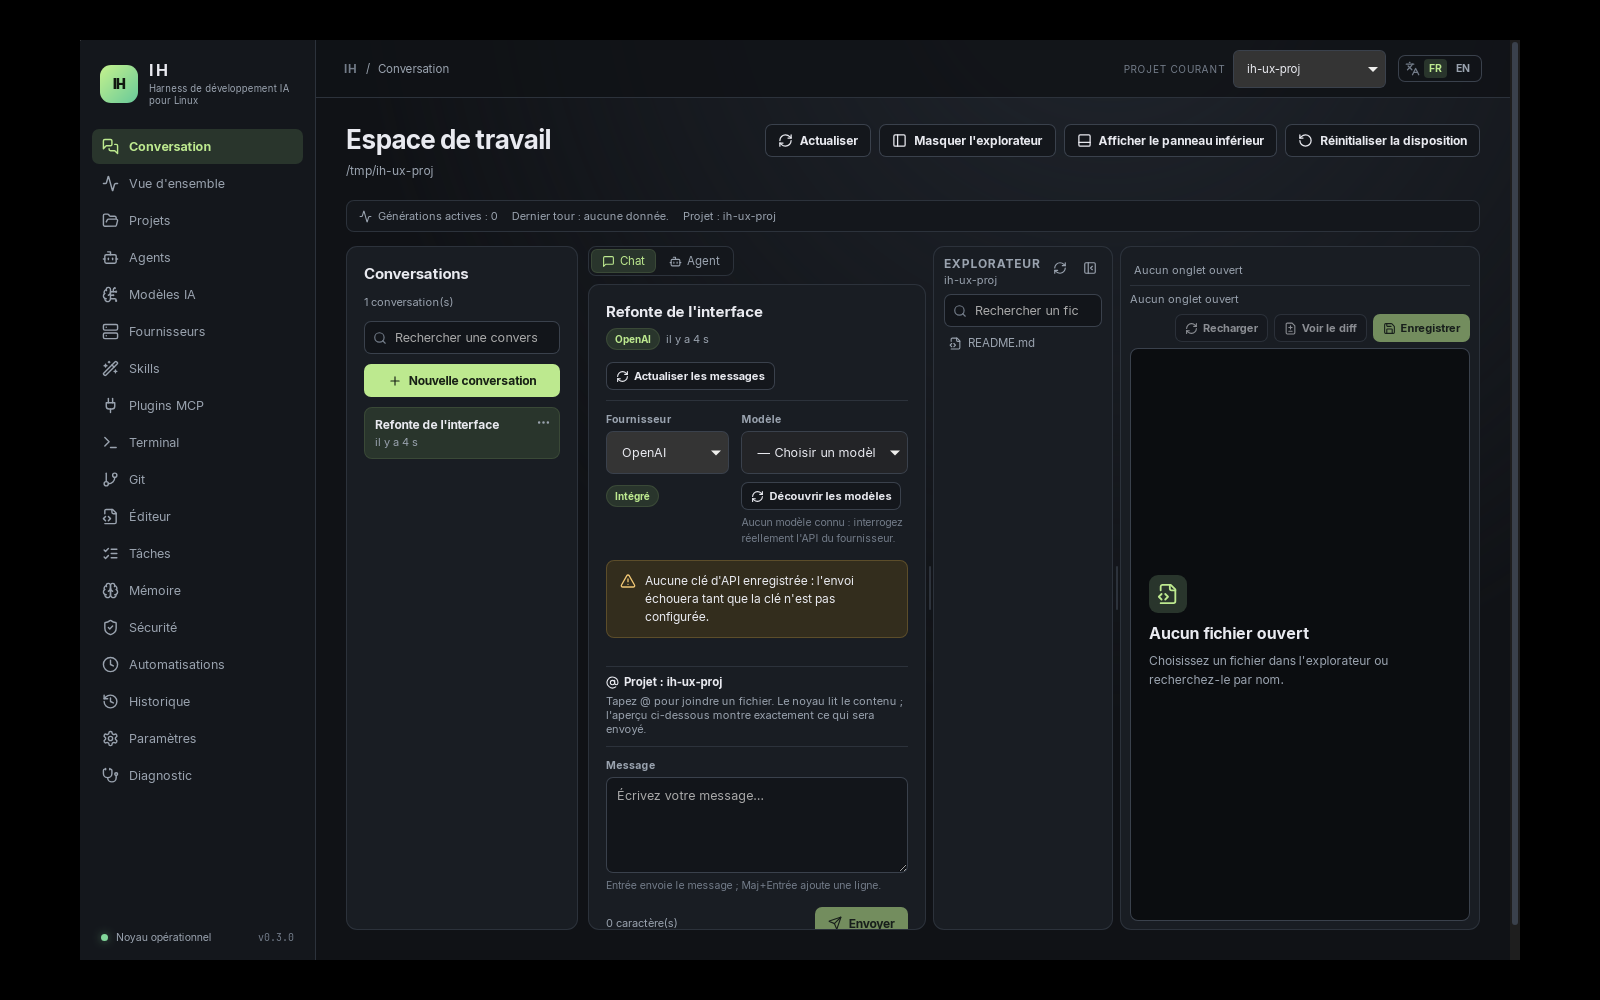 IH
IH
Harness de développement IA
pour Linux
Conversation
Vue d'ensemble
Projets
Agents
Modèles IA
Fournisseurs
Skills
Plugins MCP
Terminal
Git
Éditeur
Tâches
Mémoire
Sécurité
Automatisations
Historique
Paramètres
Diagnostic
Noyau opérationnel v0.3.0
IH / Conversation
PROJET COURANT ih-ux-proj FR EN
Espace de travail
/tmp/ih-ux-proj
Actualiser Masquer l'explorateur Afficher le panneau inférieur Réinitialiser la disposition
Générations actives : 0 Dernier tour : aucune donnée. Projet : ih-ux-proj
Conversations
1 conversation(s)
Rechercher une convers
Nouvelle conversation
Refonte de l'interface
il y a 4 s
Chat Agent
Refonte de l'interface
OpenAI il y a 4 s
Actualiser les messages
Fournisseur Modèle
OpenAI — Choisir un modèl
Intégré Découvrir les modèles
Aucun modèle connu : interrogez
réellement l'API du fournisseur.
Aucune clé d'API enregistrée : l'envoi
échouera tant que la clé n'est pas
configurée.
Projet : ih-ux-proj
Tapez @ pour joindre un fichier. Le noyau lit le contenu ;
l'aperçu ci-dessous montre exactement ce qui sera
envoyé.
Message
Écrivez votre message...
Entrée envoie le message ; Maj+Entrée ajoute une ligne.
0 caractère(s) Envoyer
EXPLORATEUR
ih-ux-proj
Rechercher un fic
README.md
Aucun onglet ouvert
Aucun onglet ouvert
Recharger Voir le diff Enregistrer
Aucun fichier ouvert
Choisissez un fichier dans l'explorateur ou
recherchez-le par nom.